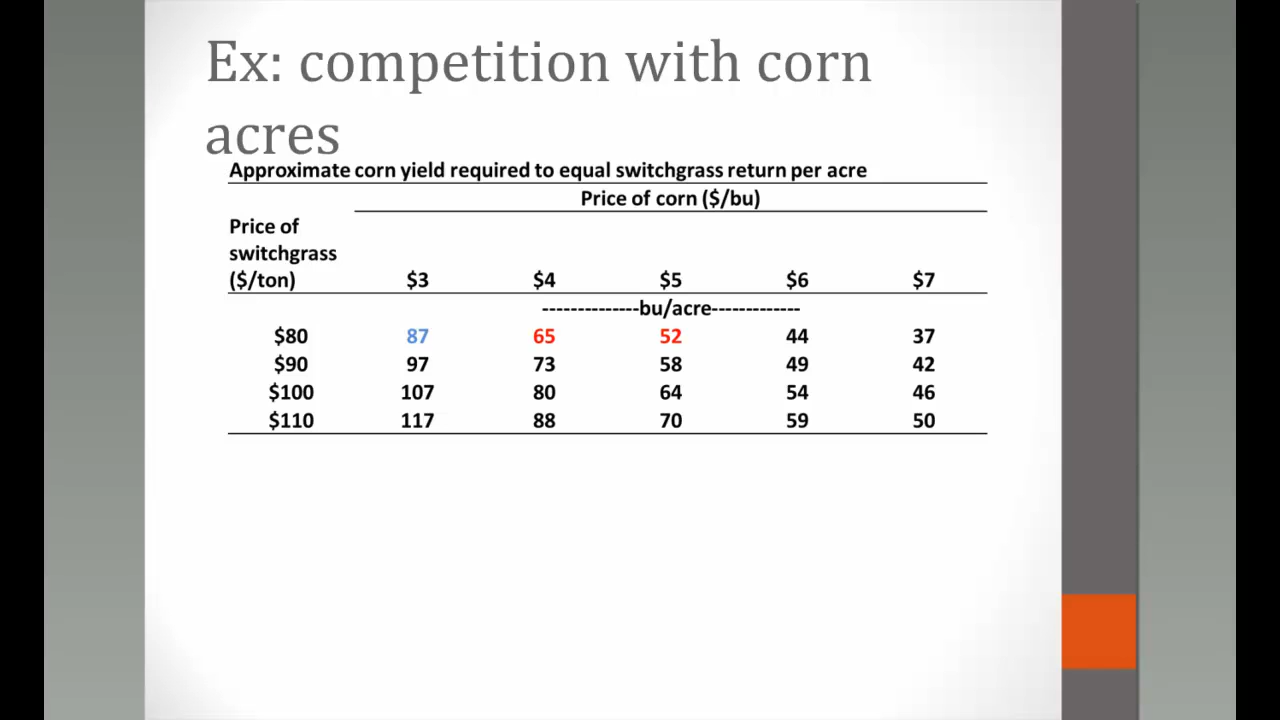 Ex: competition with corn
acres
Approximate corn yield required to equal switchgrass return per acre
Price of corn ($/bu)
Price of
switchgrass
($/ton) $3 $4 $5 $6 $7
--------------bu/acre-------------
$80 87 65 52 44 37
$90 97 73 58 49 42
$100 107 80 64 54 46
$110 117 88 70 59 50